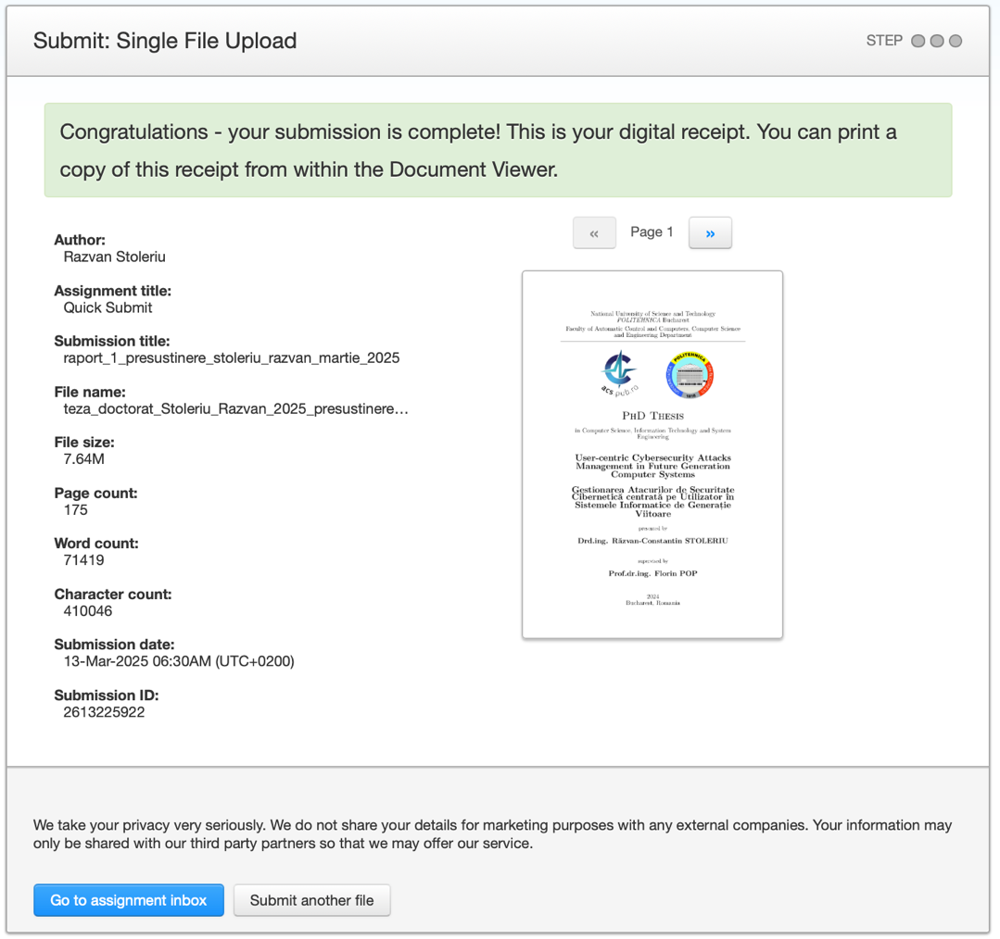 Submit: Single File Upload
STEP
Congratulations - your submission is complete! This is your digital receipt. You can print a
copy of this receipt from within the Document Viewer.
Author:
Razvan Stoleriu
Assignment title:
Quick Submit
Submission title:
raport_1_presustinere_stoleriu_razvan_martie_2025
File name:
teza_doctorat_Stoleriu_Razvan_2025_presustinere…
File size:
7.64M
Page count:
175
Word count:
71419
Character count:
410046
Submission date:
13-Mar-2025 06:30AM (UTC+0200)
Submission ID:
2613225922
« Page 1 »
National University of Science and Technology
POLITEHNICA Bucharest
Faculty of Automatic Control and Computers, Computer Science
and Engineering Department
acs.pub.ro
POLITEHNICA
1818
PhD Thesis
in Computer Science, Information Technology and System
Engineering
User-centric Cybersecurity Attacks
Management in Future Generation
Computer Systems
Gestionarea Atacurilor de Securitate
Cibernetică centrată pe Utilizator în
Sistemele Informatice de Generație
Viitoare
presented by
Drd.ing. Răzvan-Constantin STOLERIU
supervised by
Prof.dr.ing. Florin POP
2024
Bucharest, Romania
We take your privacy very seriously. We do not share your details for marketing purposes with any external companies. Your information may
only be shared with our third party partners so that we may offer our service.
Go to assignment inbox
Submit another file